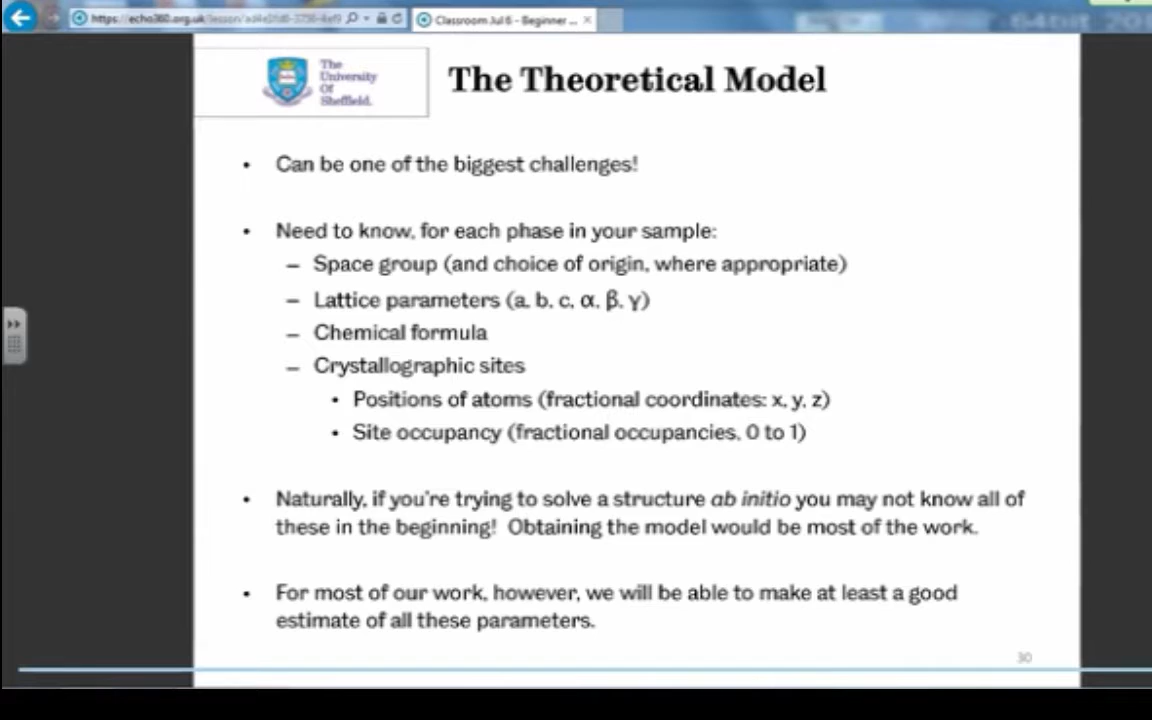 Classroom Jul 6 - Beginner ...
The
University
Of
Sheffield.
The Theoretical Model
• Can be one of the biggest challenges!
• Need to know, for each phase in your sample:
– Space group (and choice of origin, where appropriate)
– Lattice parameters (a, b, c, α, β, γ)
– Chemical formula
– Crystallographic sites
• Positions of atoms (fractional coordinates: x, y, z)
• Site occupancy (fractional occupancies, 0 to 1)
• Naturally, if you're trying to solve a structure ab initio you may not know all of
these in the beginning! Obtaining the model would be most of the work.
• For most of our work, however, we will be able to make at least a good
estimate of all these parameters.
30